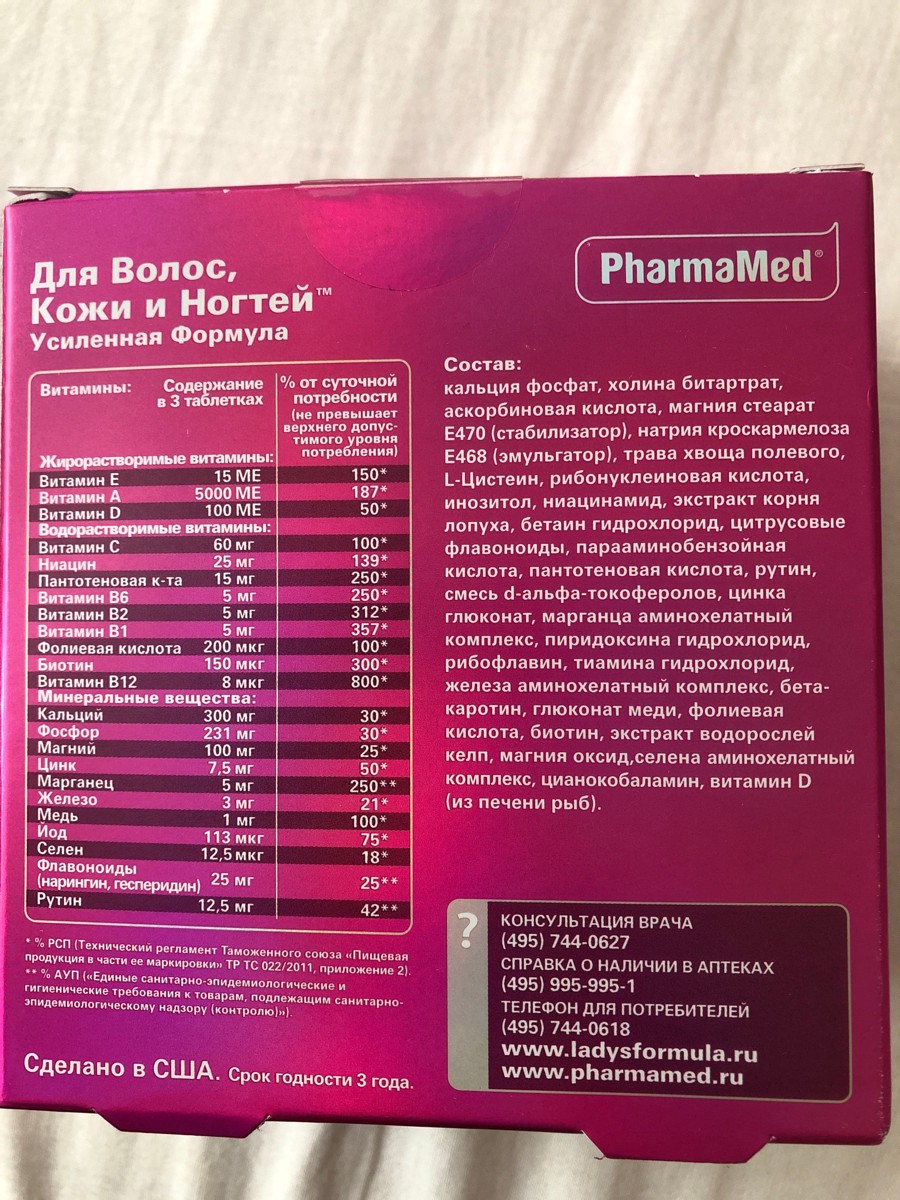 PharmaMed®
Для Волос,
Кожи и Ногтей™
Усиленная Формула
Витамины: Содержание в 3 таблетках % от суточной потребности (не превышает верхнего допустимого уровня потребления)
Жирорастворимые витамины:
Витамин Е 15 МЕ 150*
Витамин А 5000 МЕ 187*
Витамин D 100 МЕ 50*
Водорастворимые витамины:
Витамин С 60 мг 100*
Ниацин 25 мг 139*
Пантотеновая к-та 15 мг 250*
Витамин В6 5 мг 250*
Витамин В2 5 мг 312*
Витамин В1 5 мг 357*
Фолиевая кислота 200 мкг 100*
Биотин 150 мкг 300*
Витамин В12 8 мкг 800*
Минеральные вещества:
Кальций 300 мг 30*
Фосфор 231 мг 30*
Магний 100 мг 25*
Цинк 7,5 мг 50*
Марганец 5 мг 250**
Железо 3 мг 21*
Медь 1 мг 100*
Йод 113 мкг 75*
Селен 12,5 мкг 18*
Флавоноиды
(нарингин, гесперидин) 25 мг 25**
Рутин 12,5 мг 42**
* % РСП (Технический регламент Таможенного союза «Пищевая
продукция в части ее маркировки» ТР ТС 022/2011, приложение 2).
** % АУП («Единые санитарно-эпидемиологические и
гигиенические требования к товарам, подлежащим санитарно-
эпидемиологическому надзору (контролю)»).
Сделано в США. Срок годности 3 года.
Состав:
кальция фосфат, холина битартрат,
аскорбиновая кислота, магния стеарат
Е470 (стабилизатор), натрия кроскармелоза
Е468 (эмульгатор), трава хвоща полевого,
L-Цистеин, рибонуклеиновая кислота,
инозитол, ниацинамид, экстракт корня
лопуха, бетаин гидрохлорид, цитрусовые
флавоноиды, парааминобензойная
кислота, пантотеновая кислота, рутин,
смесь d-альфа-токоферолов, цинка
глюконат, марганца аминохелатный
комплекс, пиридоксина гидрохлорид,
рибофлавин, тиамина гидрохлорид,
железа аминохелатный комплекс, бета-
каротин, глюконат меди, фолиевая
кислота, биотин, экстракт водорослей
келп, магния оксид,селена аминохелатный
комплекс, цианокобаламин, витамин D
(из печени рыб).
?
КОНСУЛЬТАЦИЯ ВРАЧА
(495) 744-0627
СПРАВКА О НАЛИЧИИ В АПТЕКАХ
(495) 995-995-1
ТЕЛЕФОН ДЛЯ ПОТРЕБИТЕЛЕЙ
(495) 744-0618
www.ladysformula.ru
www.pharmamed.ru